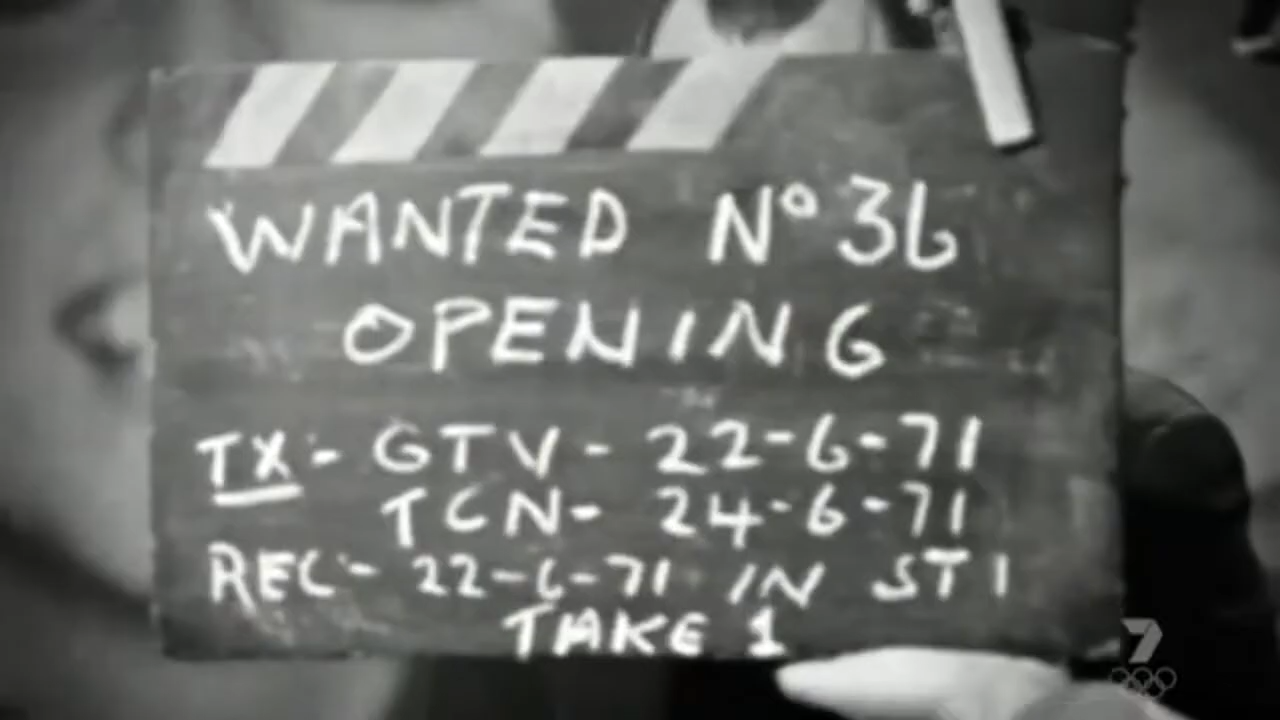 WANTED Nº 36
OPENING
TX:- GTV - 22-6-71
TCN- 24-6-71
REC:- 22-6-71 IN ST 1
TAKE 1
7